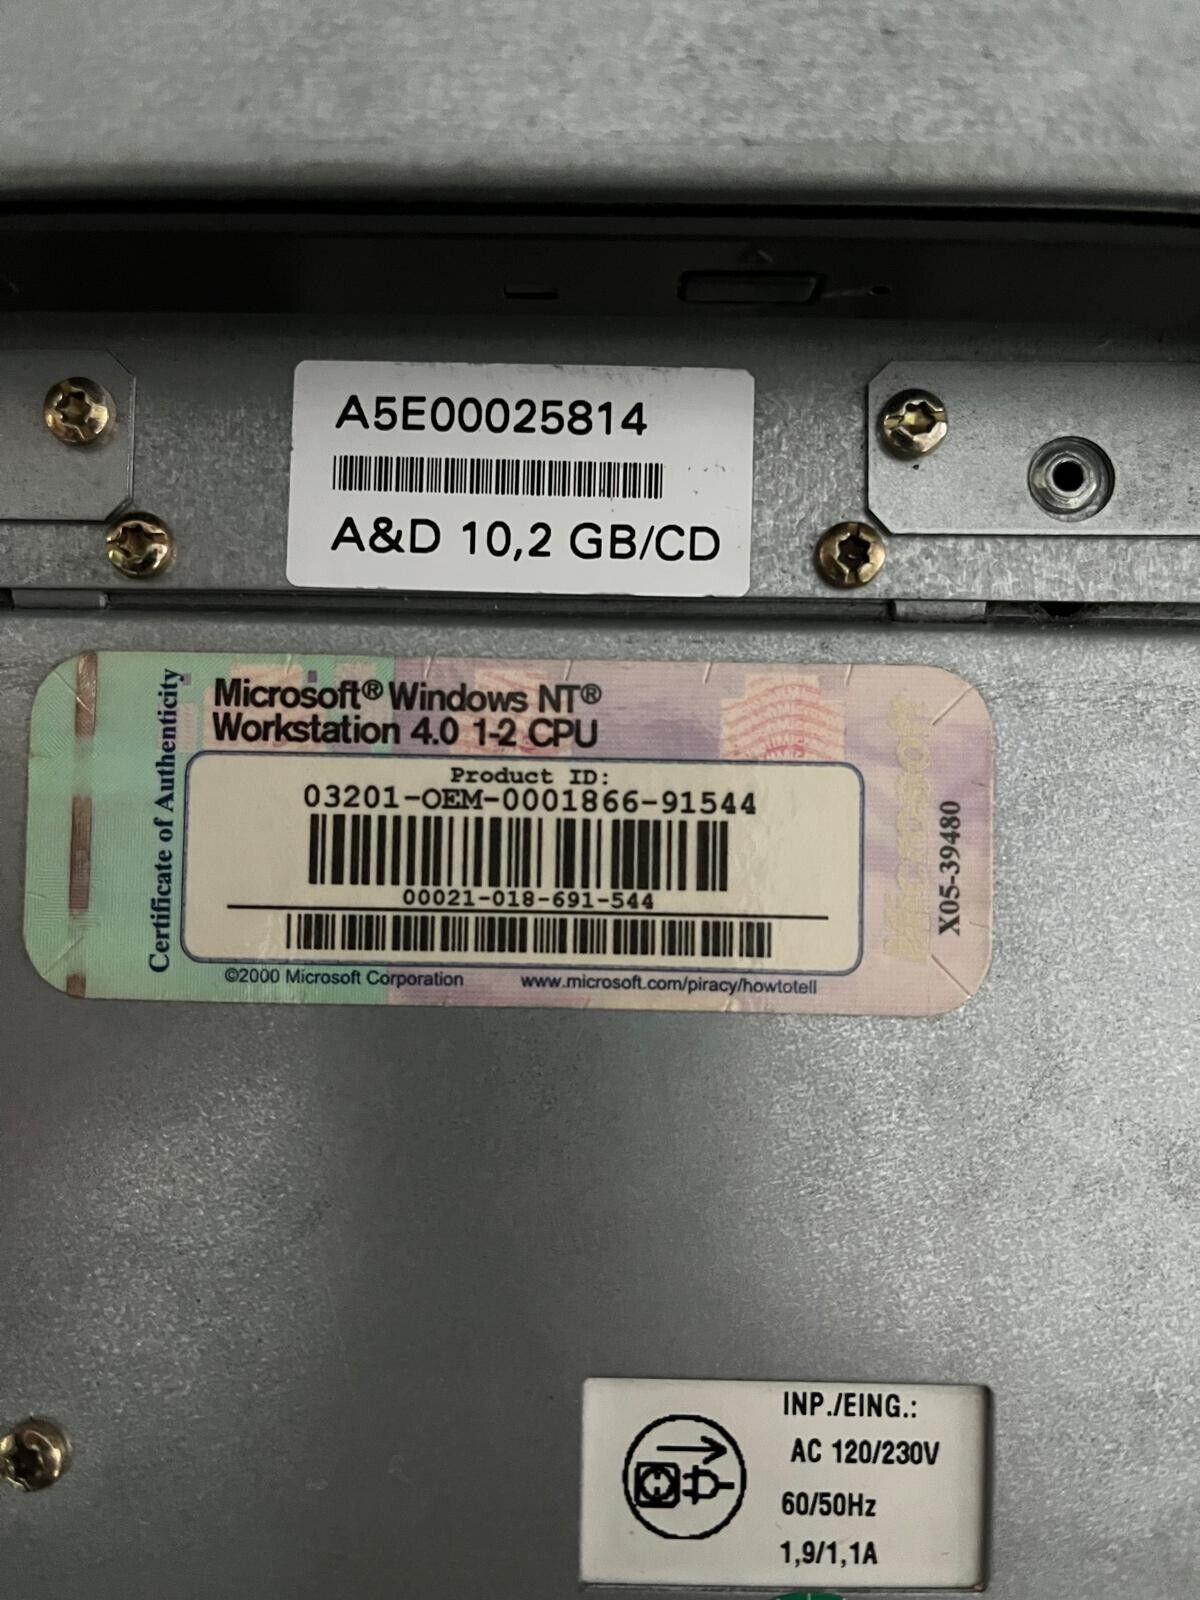 A5E00025814
A&D 10,2 GB/CD
Certificate of Authenticity
Microsoft® Windows NT®
Workstation 4.0 1-2 CPU
Product ID:
03201-OEM-0001866-91544
00021-018-691-544
©2000 Microsoft Corporation www.microsoft.com/piracy/howtotell
Microsoft®
X05-39480
INP./EING.:
AC 120/230V
60/50Hz
1,9/1,1A